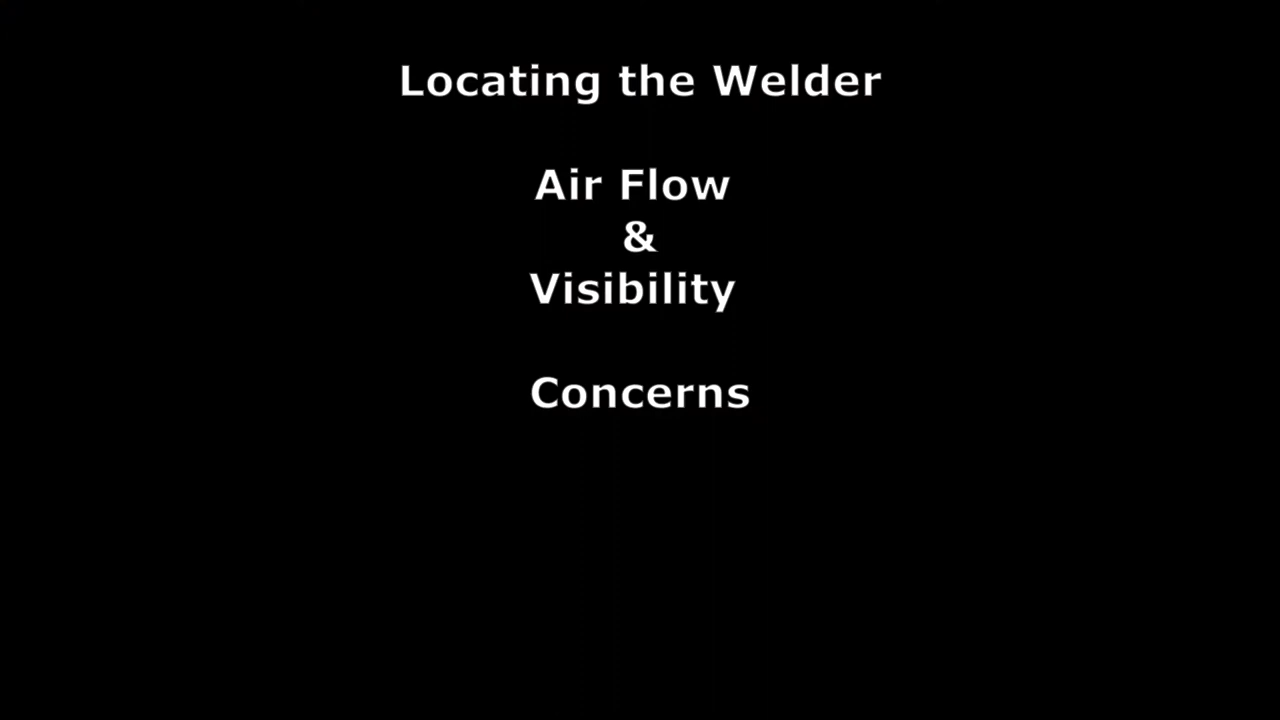 Locating the Welder
Air Flow
&
Visibility
Concerns